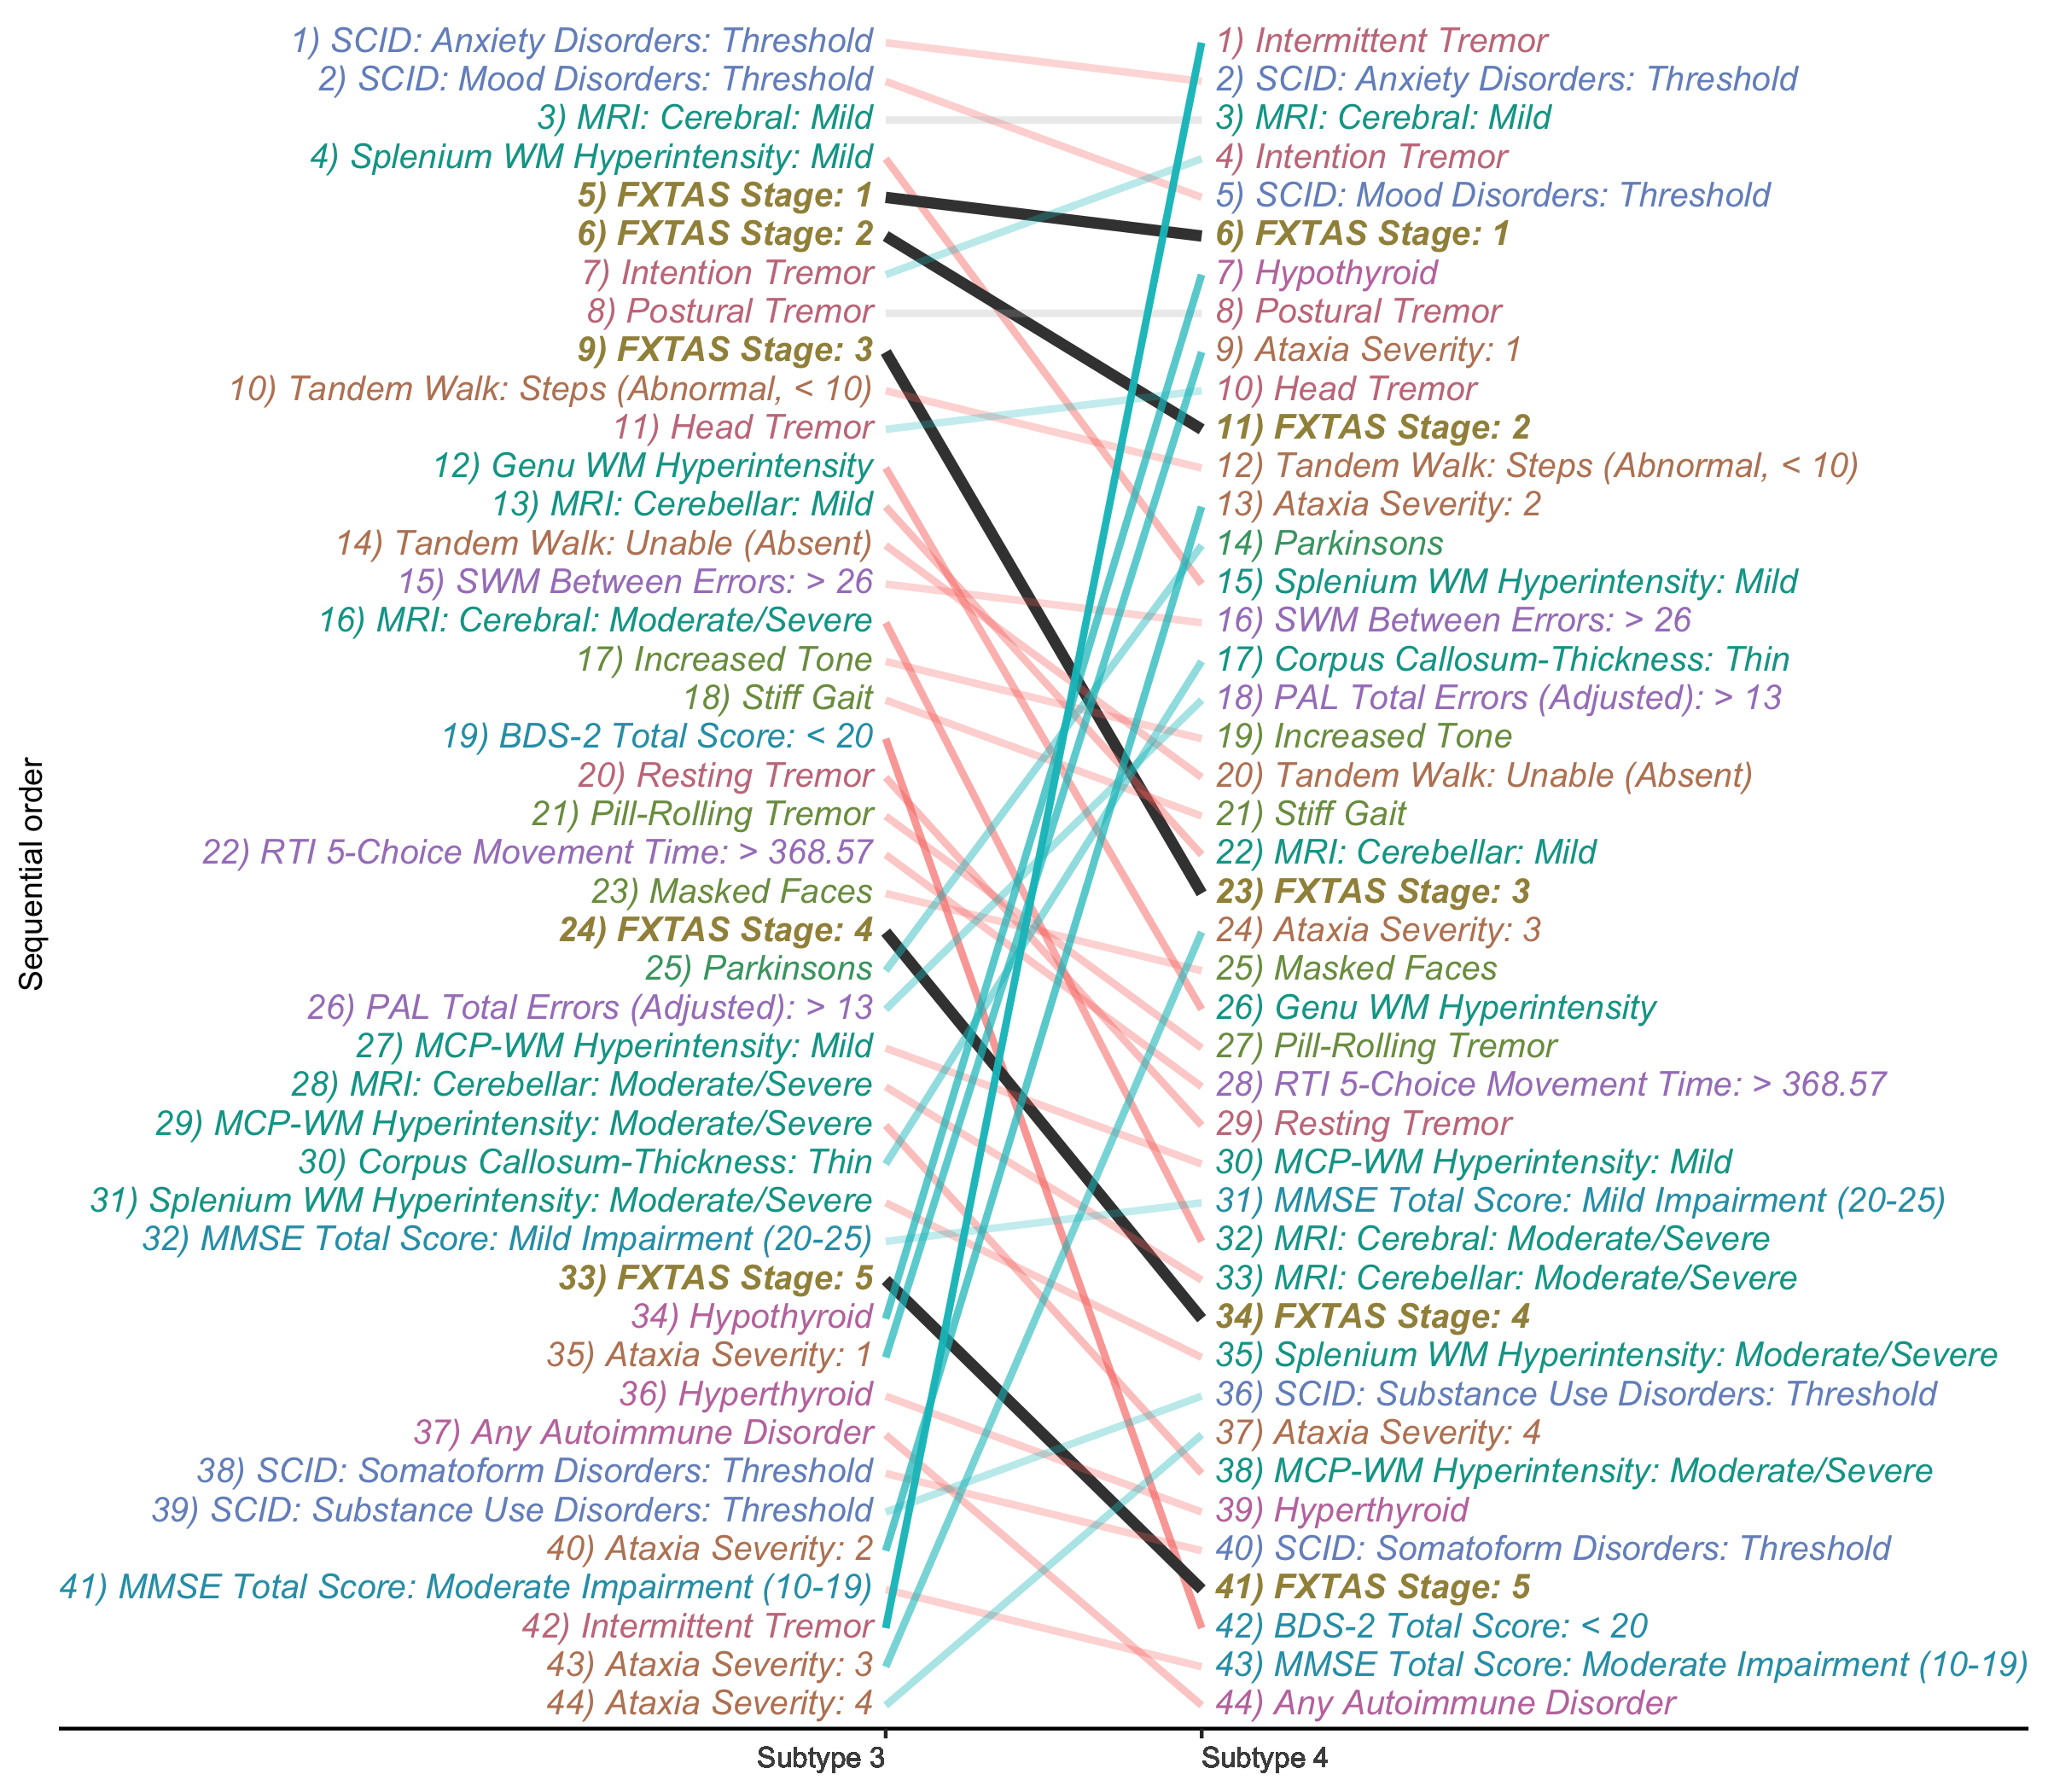 Sequential order
1) SCID: Anxiety Disorders: Threshold
2) SCID: Mood Disorders: Threshold
3) MRI: Cerebral: Mild
4) Splenium WM Hyperintensity: Mild
5) FXTAS Stage: 1
6) FXTAS Stage: 2
7) Intention Tremor
8) Postural Tremor
9) FXTAS Stage: 3
10) Tandem Walk: Steps (Abnormal, < 10)
11) Head Tremor
12) Genu WM Hyperintensity
13) MRI: Cerebellar: Mild
14) Tandem Walk: Unable (Absent)
15) SWM Between Errors: > 26
16) MRI: Cerebral: Moderate/Severe
17) Increased Tone
18) Stiff Gait
19) BDS-2 Total Score: < 20
20) Resting Tremor
21) Pill-Rolling Tremor
22) RTI 5-Choice Movement Time: > 368.57
23) Masked Faces
24) FXTAS Stage: 4
25) Parkinsons
26) PAL Total Errors (Adjusted): > 13
27) MCP-WM Hyperintensity: Mild
28) MRI: Cerebellar: Moderate/Severe
29) MCP-WM Hyperintensity: Moderate/Severe
30) Corpus Callosum-Thickness: Thin
31) Splenium WM Hyperintensity: Moderate/Severe
32) MMSE Total Score: Mild Impairment (20-25)
33) FXTAS Stage: 5
34) Hypothyroid
35) Ataxia Severity: 1
36) Hyperthyroid
37) Any Autoimmune Disorder
38) SCID: Somatoform Disorders: Threshold
39) SCID: Substance Use Disorders: Threshold
40) Ataxia Severity: 2
41) MMSE Total Score: Moderate Impairment (10-19)
42) Intermittent Tremor
43) Ataxia Severity: 3
44) Ataxia Severity: 4
1) Intermittent Tremor
2) SCID: Anxiety Disorders: Threshold
3) MRI: Cerebral: Mild
4) Intention Tremor
5) SCID: Mood Disorders: Threshold
6) FXTAS Stage: 1
7) Hypothyroid
8) Postural Tremor
9) Ataxia Severity: 1
10) Head Tremor
11) FXTAS Stage: 2
12) Tandem Walk: Steps (Abnormal, < 10)
13) Ataxia Severity: 2
14) Parkinsons
15) Splenium WM Hyperintensity: Mild
16) SWM Between Errors: > 26
17) Corpus Callosum-Thickness: Thin
18) PAL Total Errors (Adjusted): > 13
19) Increased Tone
20) Tandem Walk: Unable (Absent)
21) Stiff Gait
22) MRI: Cerebellar: Mild
23) FXTAS Stage: 3
24) Ataxia Severity: 3
25) Masked Faces
26) Genu WM Hyperintensity
27) Pill-Rolling Tremor
28) RTI 5-Choice Movement Time: > 368.57
29) Resting Tremor
30) MCP-WM Hyperintensity: Mild
31) MMSE Total Score: Mild Impairment (20-25)
32) MRI: Cerebral: Moderate/Severe
33) MRI: Cerebellar: Moderate/Severe
34) FXTAS Stage: 4
35) Splenium WM Hyperintensity: Moderate/Severe
36) SCID: Substance Use Disorders: Threshold
37) Ataxia Severity: 4
38) MCP-WM Hyperintensity: Moderate/Severe
39) Hyperthyroid
40) SCID: Somatoform Disorders: Threshold
41) FXTAS Stage: 5
42) BDS-2 Total Score: < 20
43) MMSE Total Score: Moderate Impairment (10-19)
44) Any Autoimmune Disorder
Subtype 3
Subtype 4